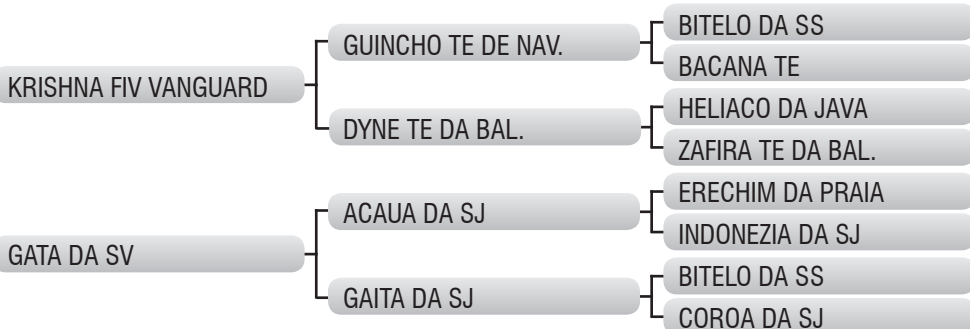 KRISHNA FIV VANGUARD
GUINCHO TE DE NAV.
BITELO DA SS
BACANA TE
DYNE TE DA BAL.
HELIACO DA JAVA
ZAFIRA TE DA BAL.
GATA DA SV
ACAUA DA SJ
ERECHIM DA PRAIA
INDONEZIA DA SJ
GAITA DA SJ
BITELO DA SS
COROA DA SJ